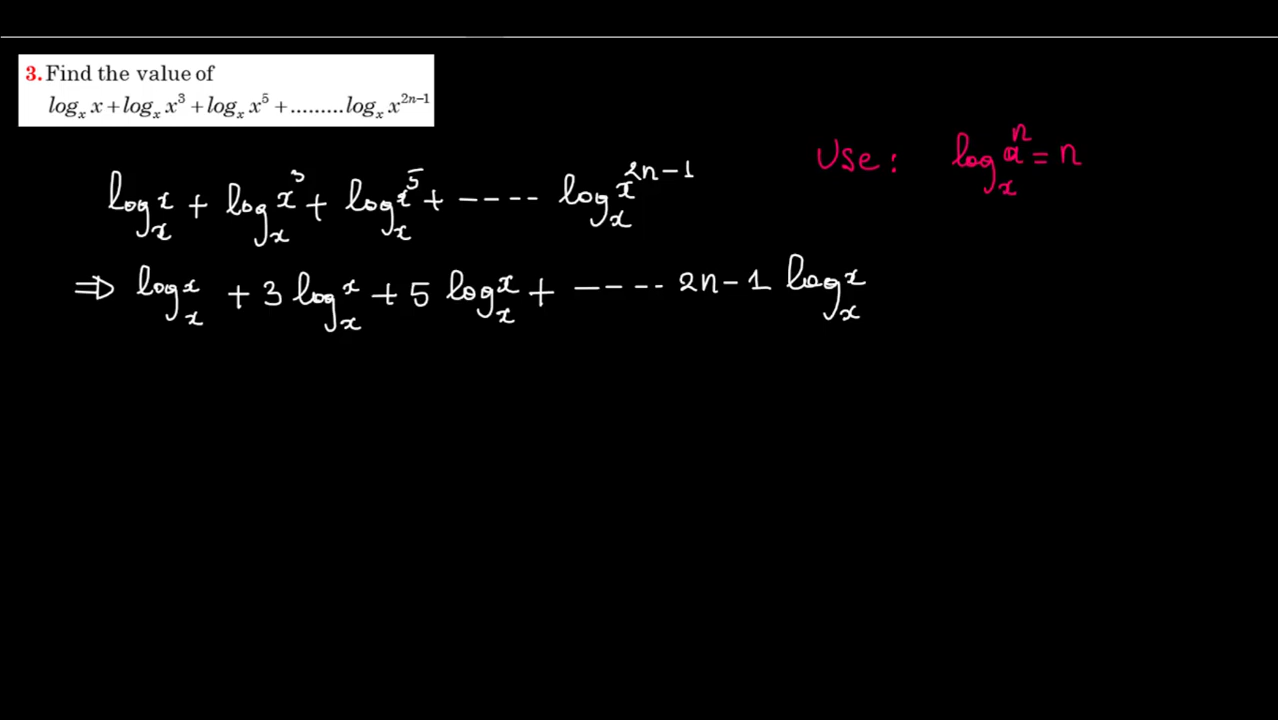 3. Find the value of
logₓ x + logₓ x³ + logₓ x⁵ + ......... logₓ x²ⁿ⁻¹
Use : logₓ aⁿ = n
logₓ x + logₓ x³ + logₓ x⁵ + ---- logₓ x²ⁿ⁻¹
⇒ logₓ x + 3 logₓ x + 5 logₓ x + ---- 2n-1 logₓ x